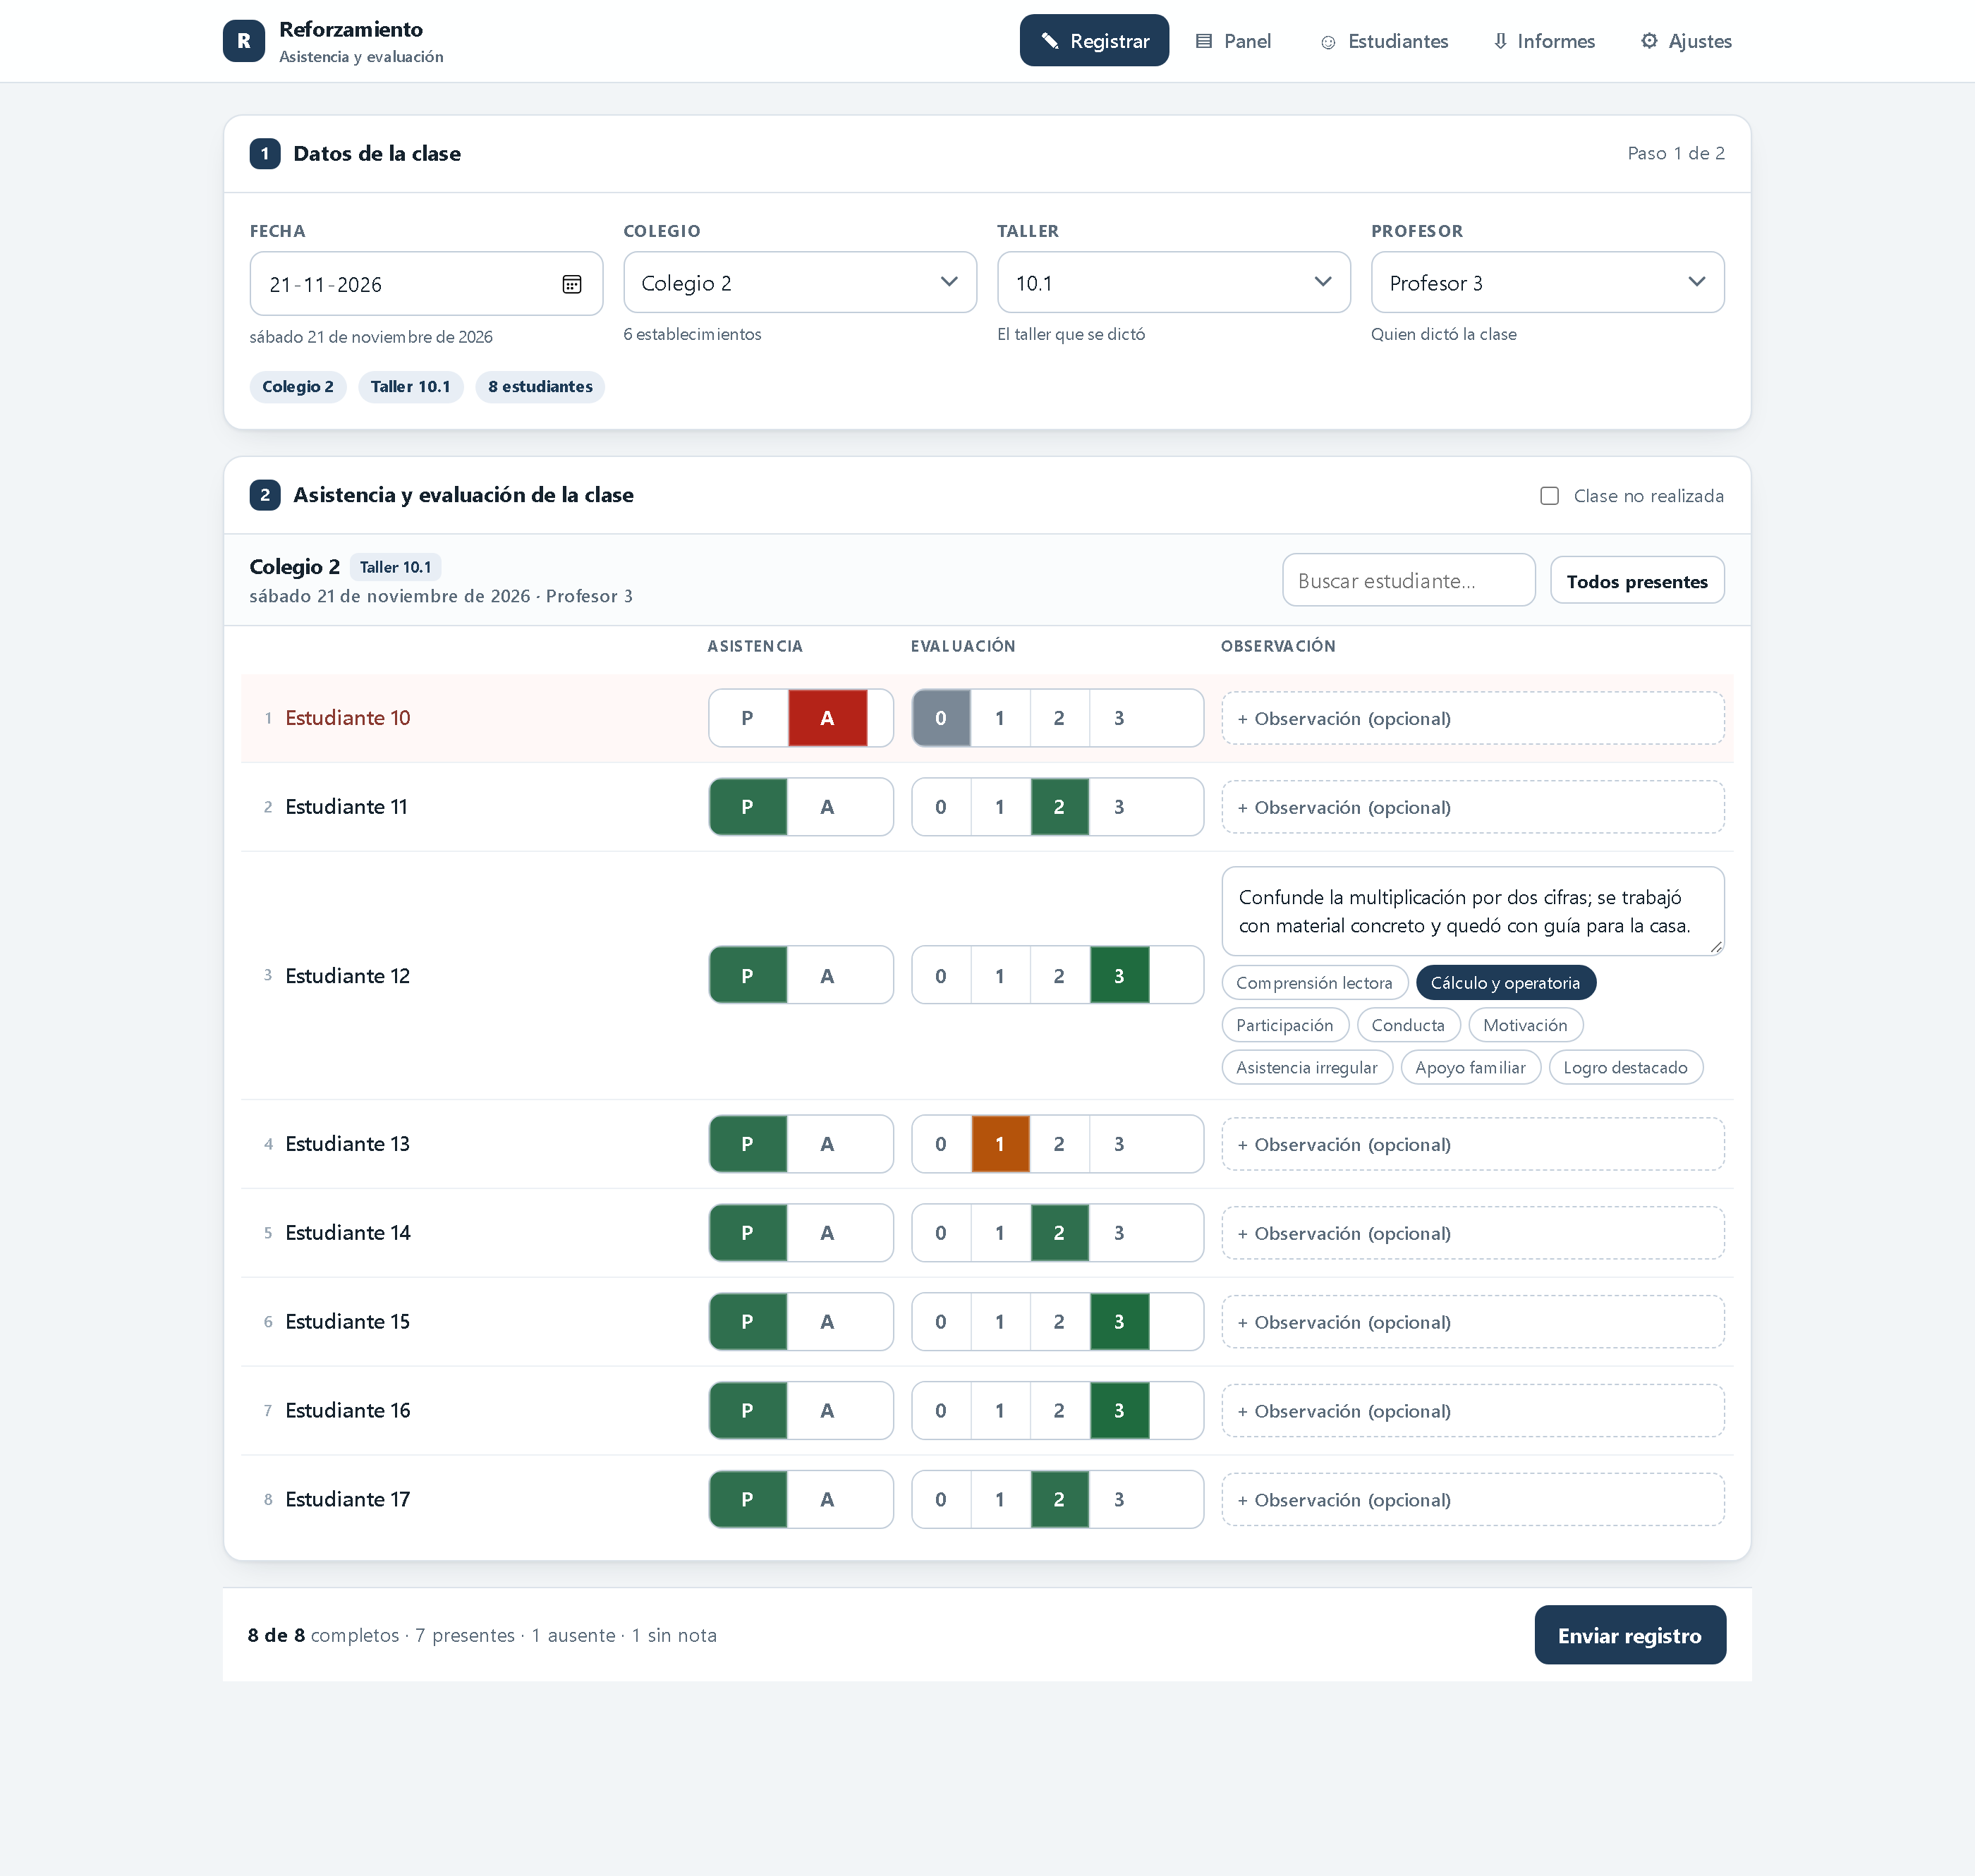 R
Reforzamiento
Asistencia y evaluación
Registrar
Panel
Estudiantes
Informes
Ajustes
1 Datos de la clase
Paso 1 de 2
FECHA
21-11-2026
sábado 21 de noviembre de 2026
COLEGIO
Colegio 2
6 establecimientos
TALLER
10.1
El taller que se dictó
PROFESOR
Profesor 3
Quien dictó la clase
Colegio 2
Taller 10.1
8 estudiantes
2 Asistencia y evaluación de la clase
Clase no realizada
Colegio 2 Taller 10.1
sábado 21 de noviembre de 2026 · Profesor 3
Buscar estudiante...
Todos presentes
ASISTENCIA EVALUACIÓN OBSERVACIÓN
1 Estudiante 10 P A 0 1 2 3 + Observación (opcional)
2 Estudiante 11 P A 0 1 2 3 + Observación (opcional)
3 Estudiante 12 P A 0 1 2 3
Confunde la multiplicación por dos cifras; se trabajó
con material concreto y quedó con guía para la casa.
Comprensión lectora Cálculo y operatoria
Participación Conducta Motivación
Asistencia irregular Apoyo familiar Logro destacado
4 Estudiante 13 P A 0 1 2 3 + Observación (opcional)
5 Estudiante 14 P A 0 1 2 3 + Observación (opcional)
6 Estudiante 15 P A 0 1 2 3 + Observación (opcional)
7 Estudiante 16 P A 0 1 2 3 + Observación (opcional)
8 Estudiante 17 P A 0 1 2 3 + Observación (opcional)
8 de 8 completos · 7 presentes · 1 ausente · 1 sin nota
Enviar registro